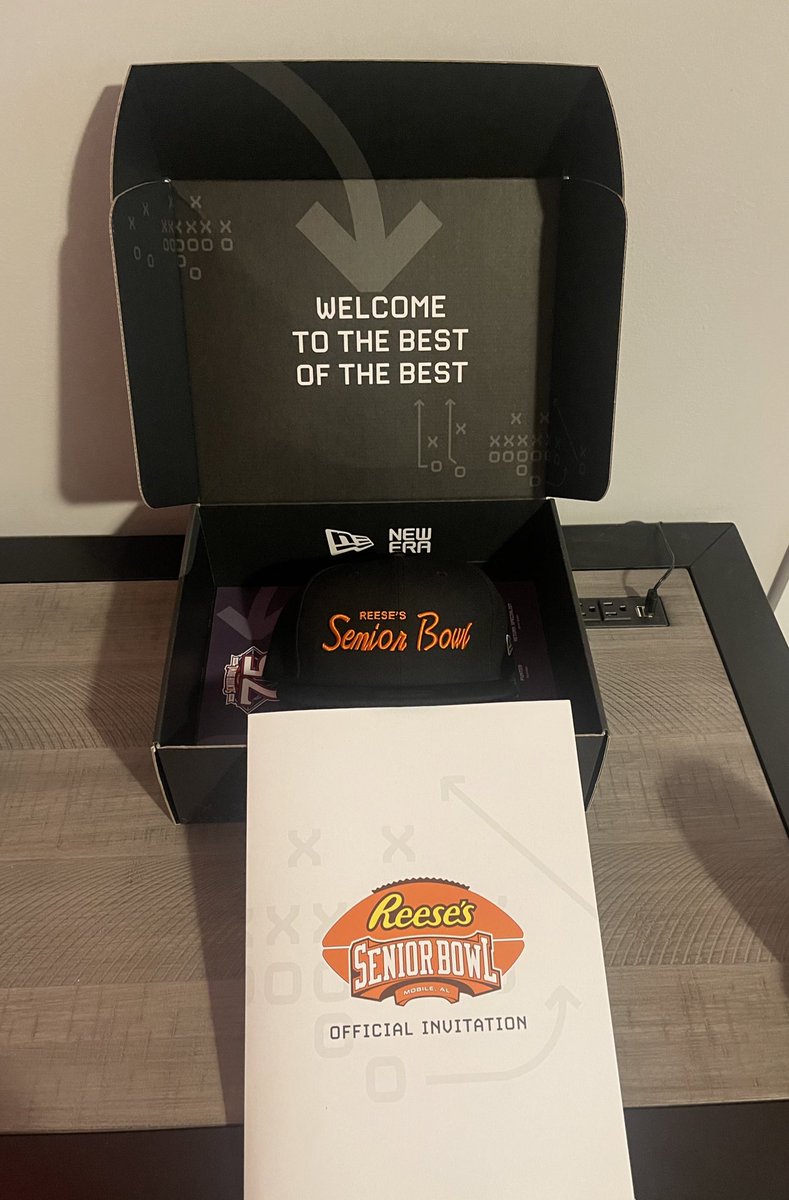 WELCOME
TO THE BEST
OF THE BEST
NEW
ERA
REESE'S
Senior Bowl
75
Reese's
SENIOR BOWL
MOBILE, AL
OFFICIAL INVITATION